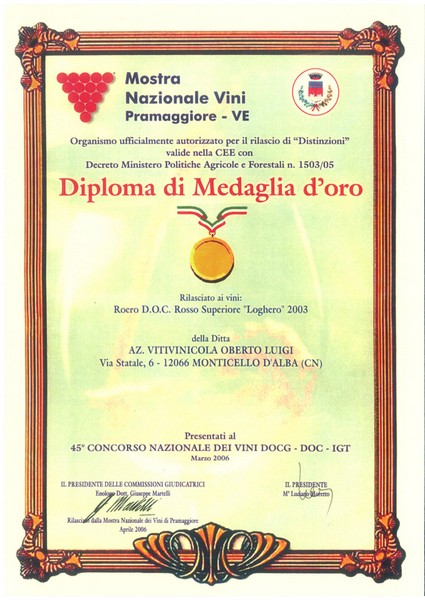 Mostra
Nazionale Vini
Pramaggiore - VE
Organismo ufficialmente autorizzato per il rilascio di "Distinzioni"
valide nella CEE con
Decreto Ministero Politiche Agricole e Forestali n. 1503/05
Diploma di Medaglia d'oro
Rilasciato ai vini:
Roero D.O.C. Rosso Superiore "Loghero" 2003
della Ditta
AZ. VITIVINICOLA OBERTO LUIGI
Via Statale, 6 - 12066 MONTICELLO D'ALBA (CN)
Presentati al
45° CONCORSO NAZIONALE DEI VINI DOCG - DOC - IGT
Marzo 2006
IL PRESIDENTE DELLE COMMISSIONI GIUDICATRICI
Enologo Dott. Giuseppe Martelli
IL PRESIDENTE
M° Luciano Moretto
Rilasciato dalla Mostra Nazionale dei Vini di Pramaggiore
Aprile 2006